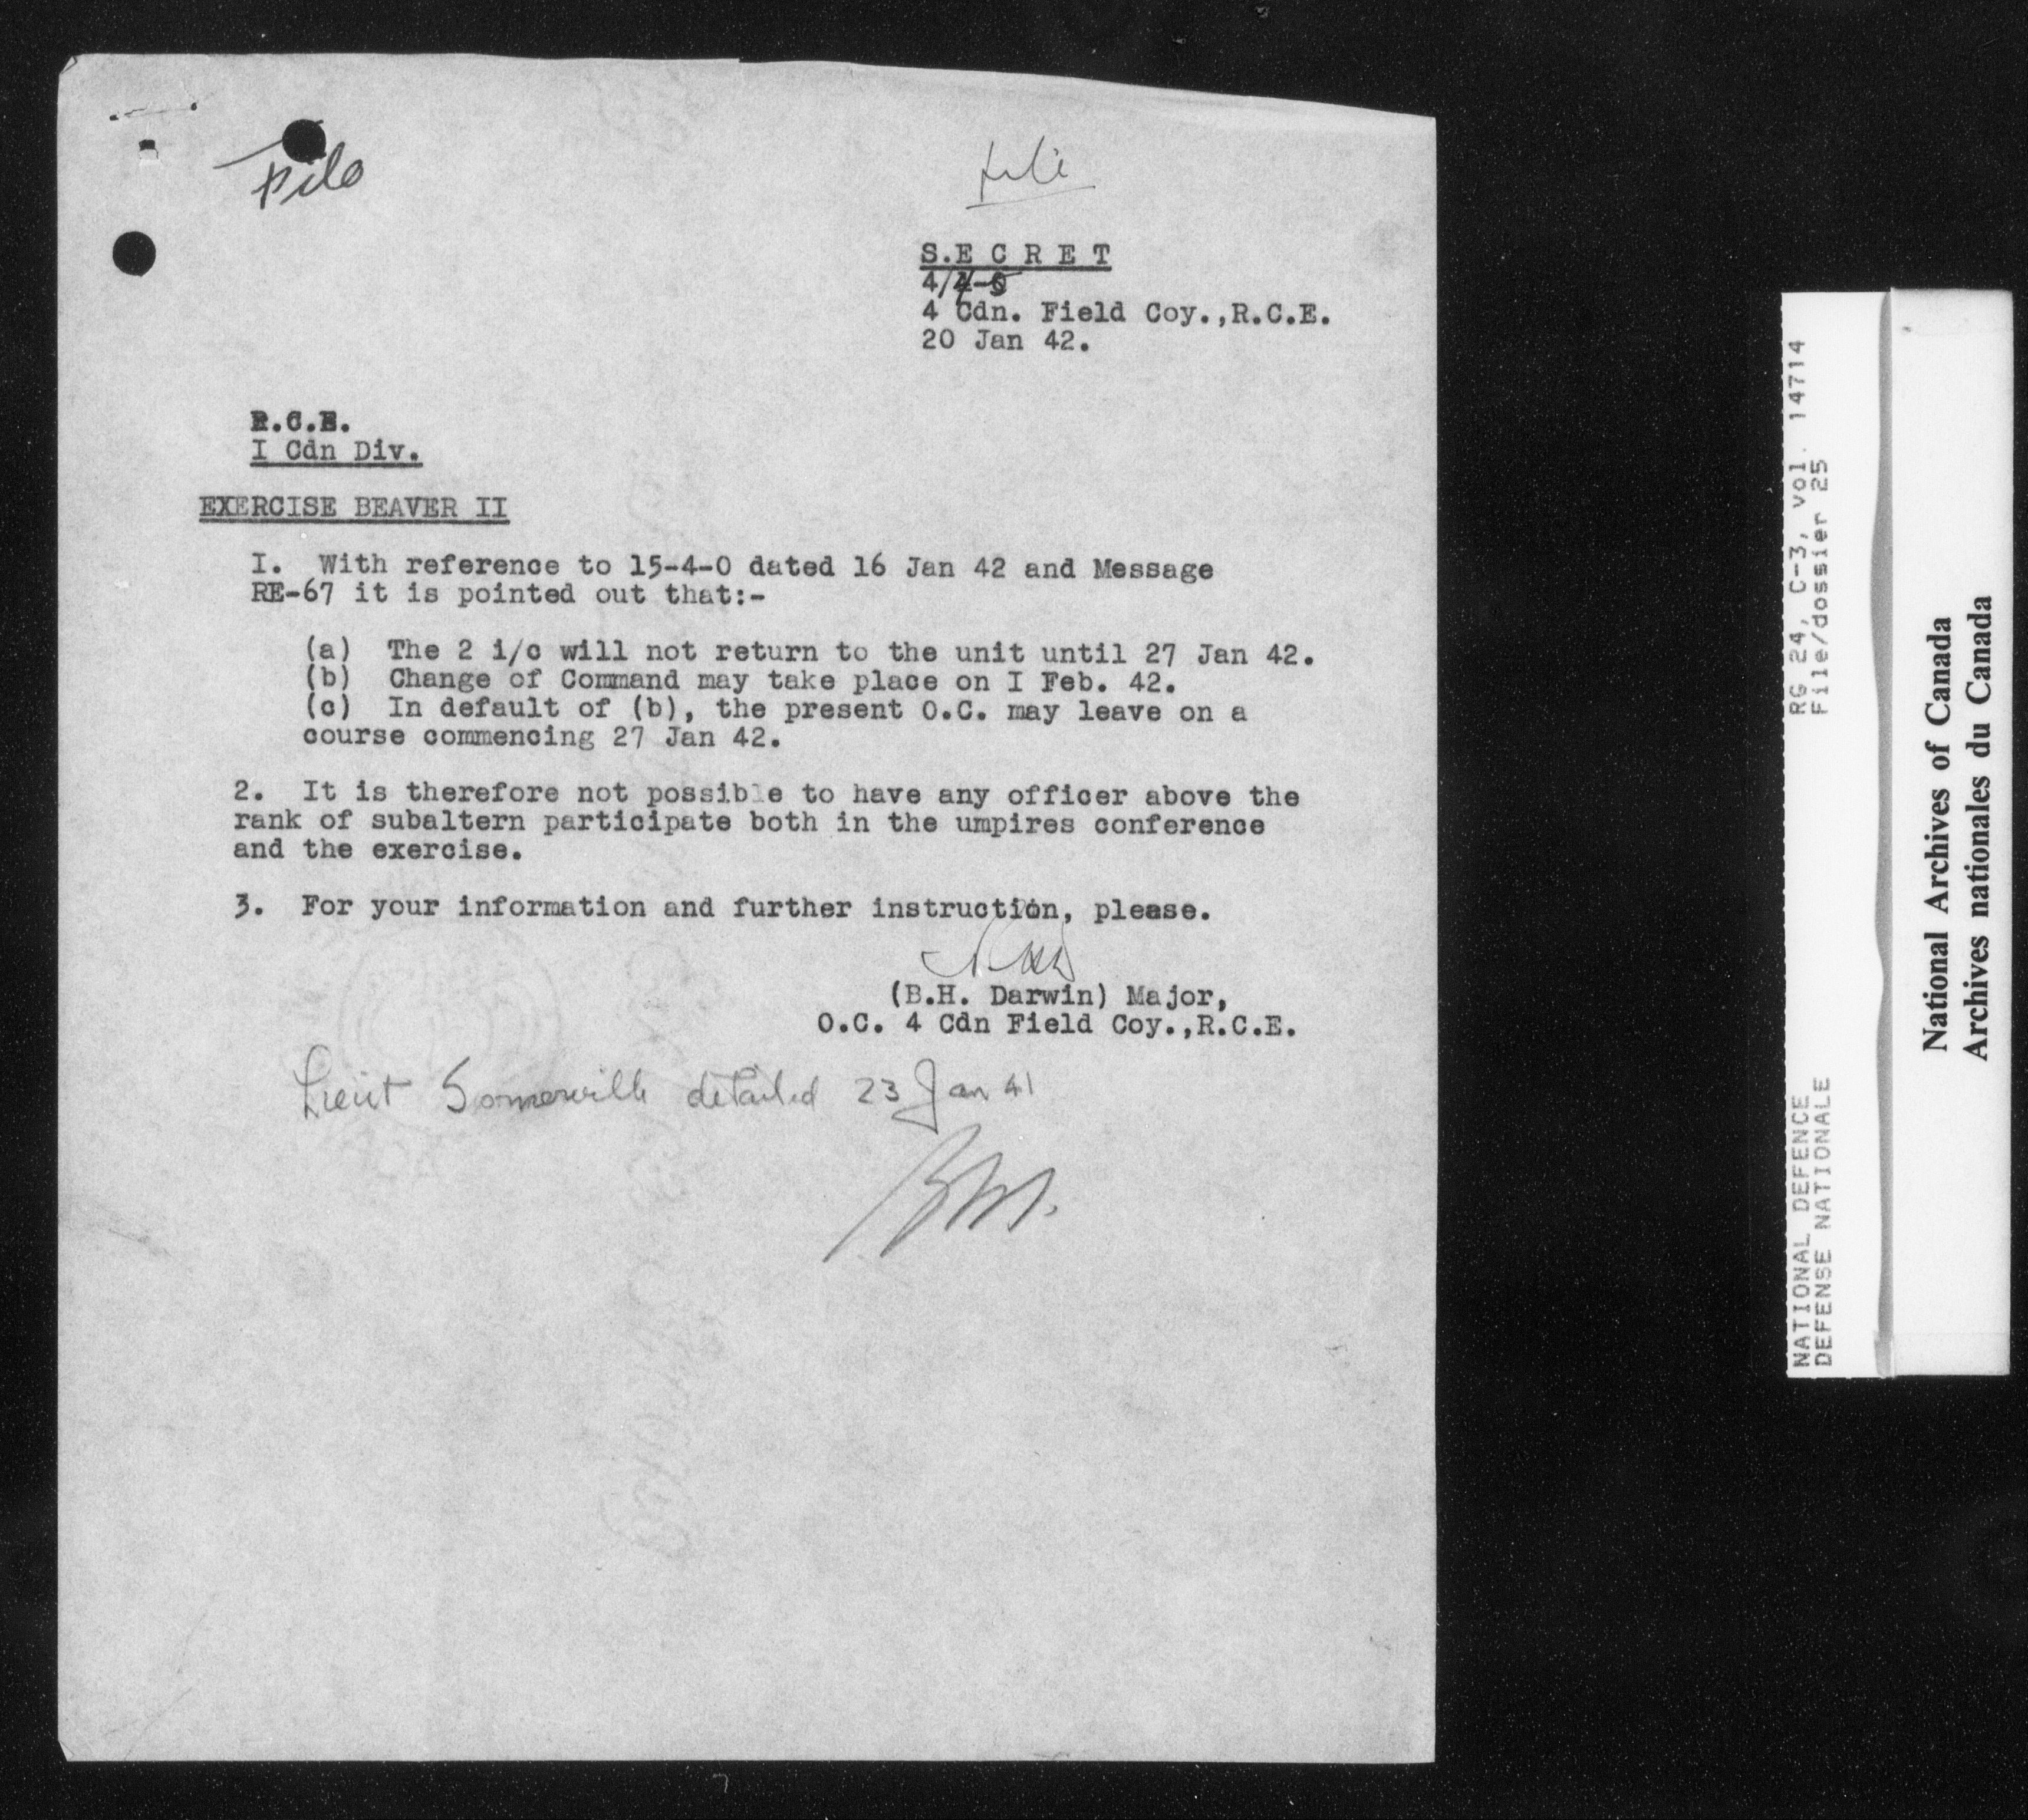 File
file
S.E C R E T
4 Cdn. Field Coy.,R.C.E.
20 Jan 42.
R.C.E.
I Cdn Div.
EXERCISE BEAVER II
I. With reference to 15-4-0 dated 16 Jan 42 and Message
RE-67 it is pointed out that:-
(a) The 2 i/c will not return to the unit until 27 Jan 42.
(b) Change of Command may take place on I Feb. 42.
(c) In default of (b), the present O.C. may leave on a
course commencing 27 Jan 42.
2. It is therefore not possible to have any officer above the
rank of subaltern participate both in the umpires conference
and the exercise.
3. For your information and further instruction, please.
(B.H. Darwin) Major,
O.C. 4 Cdn Field Coy.,R.C.E.
Lieut Somerville detailed 23 Jan 41
RG 24, C-3, vol. 14714
File/dossier 25
NATIONAL DEFENCE
DEFENSE NATIONALE
National Archives of Canada
Archives nationales du Canada